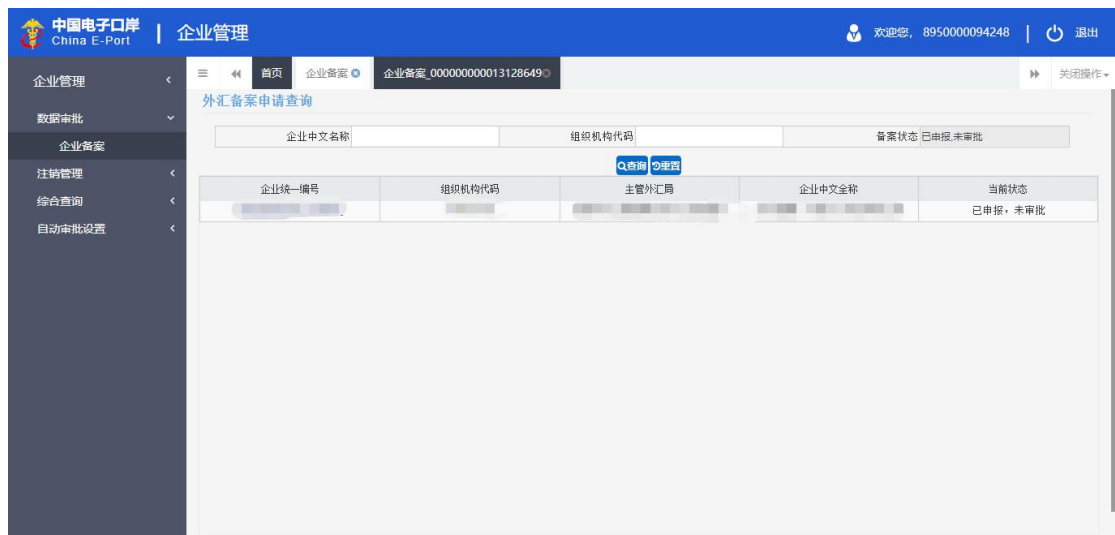 中国电子口岸
China E-Port
企业管理
欢迎您，8950000094248
退出
企业管理
数据审批
企业备案
注销管理
综合查询
自动审批设置
首页
企业备案
企业备案_000000000013128649
关闭操作
外汇备案申请查询
企业中文名称
组织机构代码
备案状态 已申报,未审批
查询 重置
企业统一编号 组织机构代码 主管外汇局 企业中文全称 当前状态
已申报，未审批